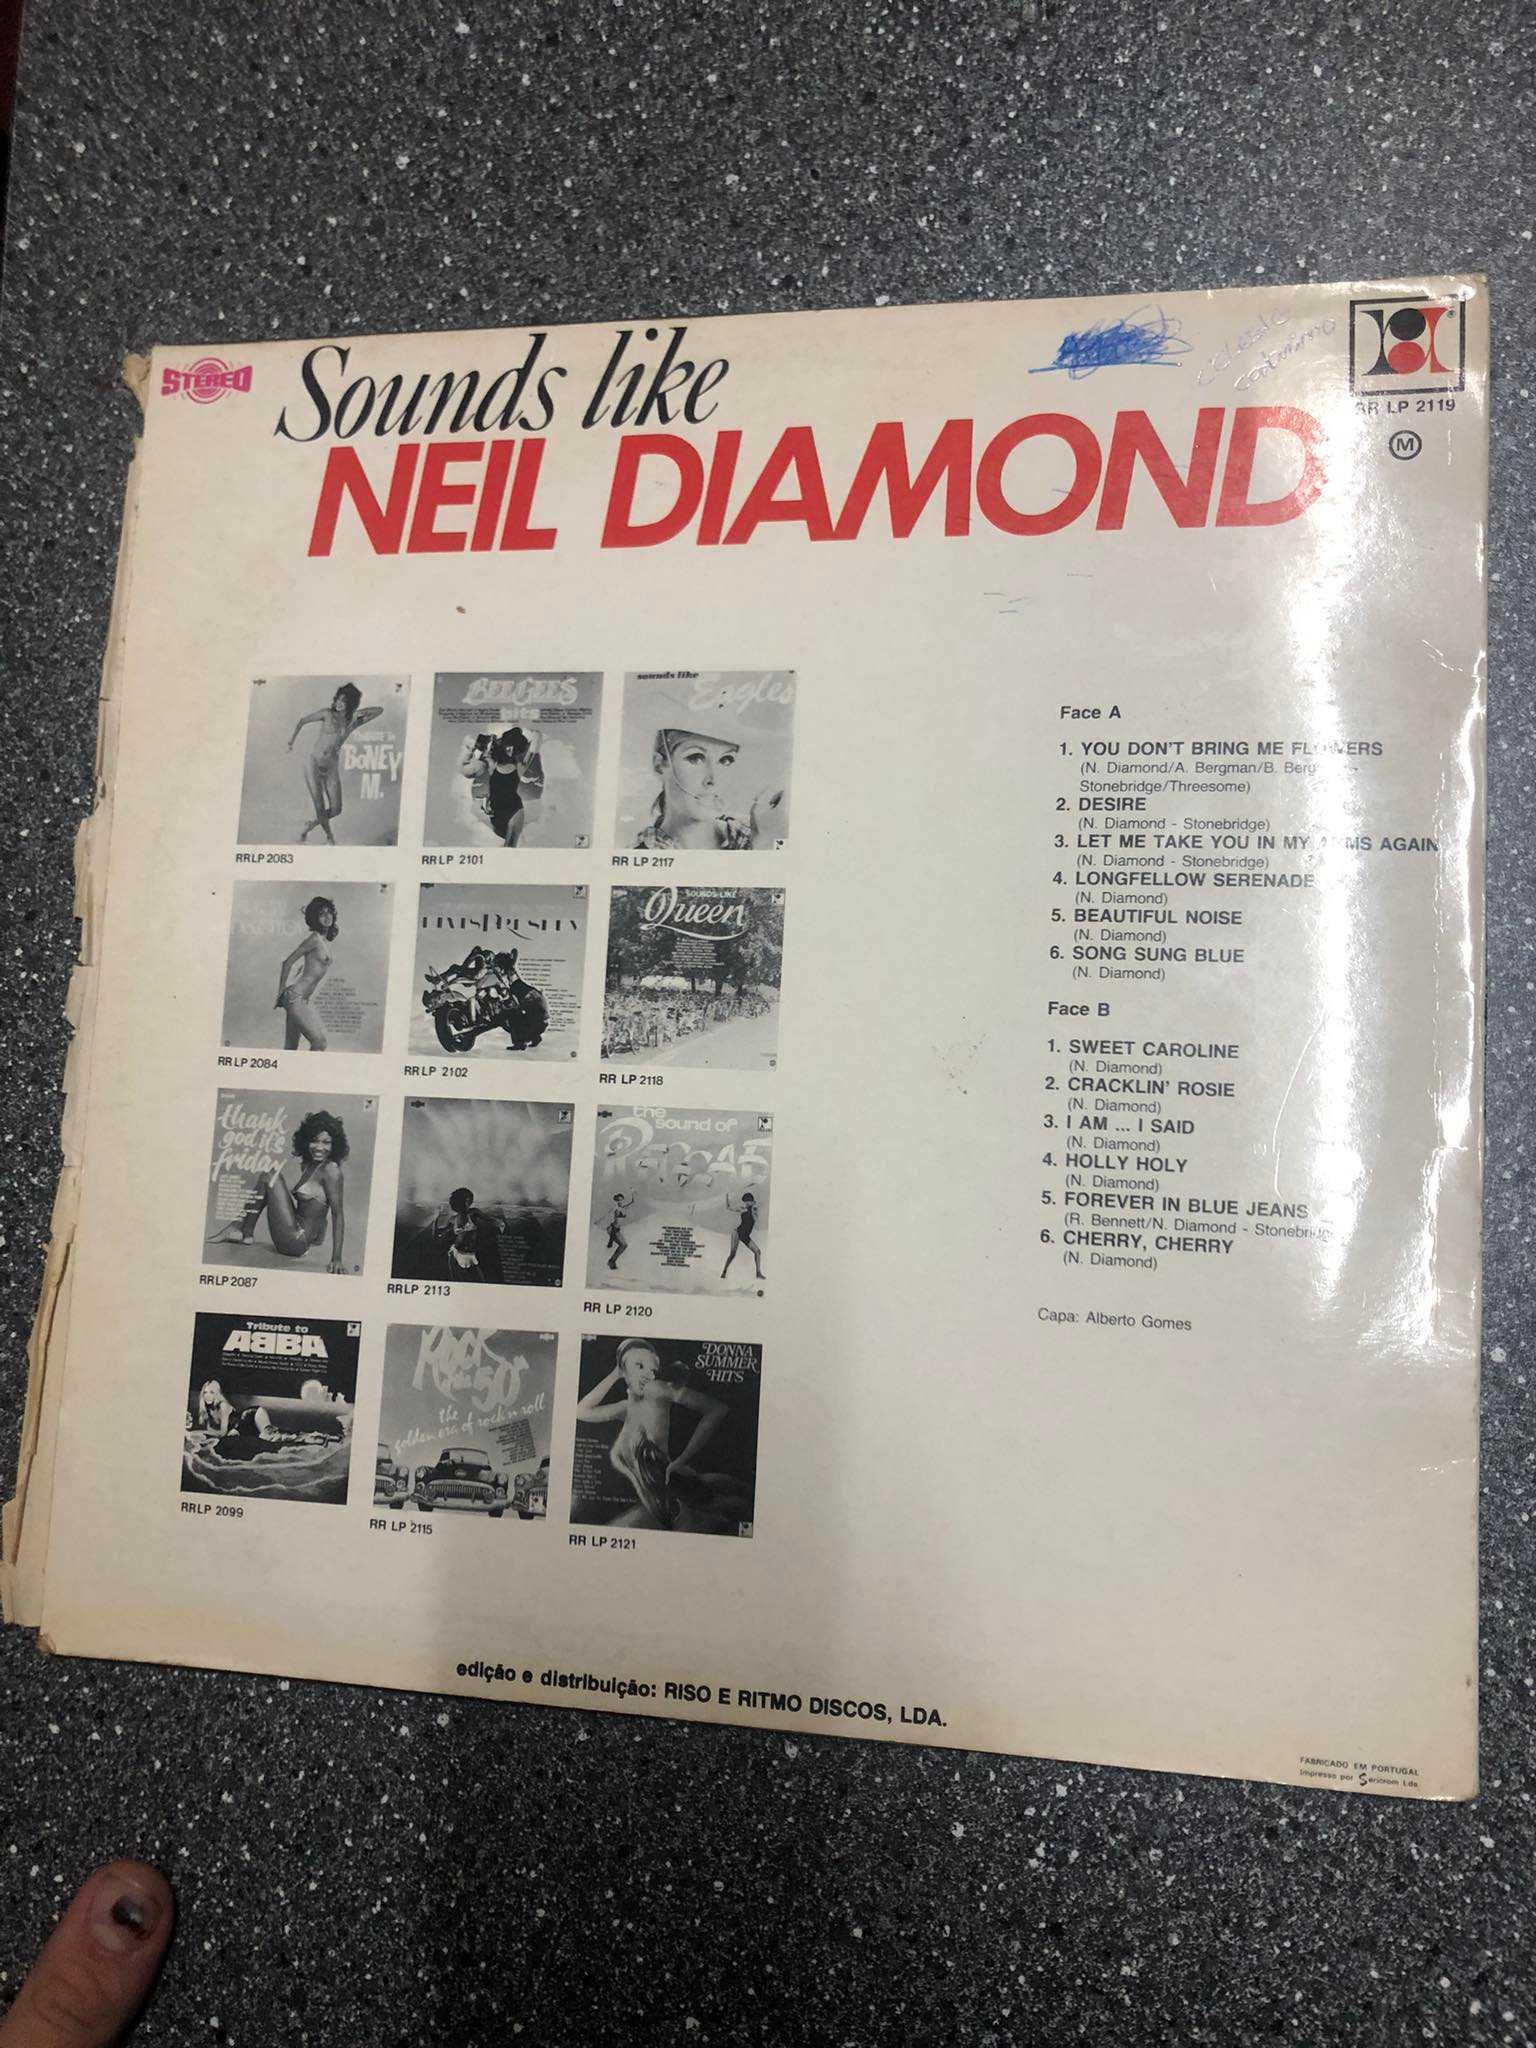 STEREO
Sounds like
NEIL DIAMOND
RR LP 2119
M
TRIBUTE to
BONEY
M.
RRLP 2083
BEE GEES
hits
RRLP 2101
sounds like
Eagles
RR LP 2117
RRLP 2084
ELVIS PRESLEY
RR LP 2102
SOUNDS LIKE
Queen
RR LP 2118
thank
god it's
friday
RRLP 2087
RRLP 2113
the
sound of
REGGAE
RR LP 2120
Tribute to
ABBA
RRLP 2099
Rock
the
golden era of rock n roll
RR LP 2115
DONNA
SUMMER
HITS
RR LP 2121
Face A
1. YOU DON'T BRING ME FLOWERS
(N. Diamond/A. Bergman/B. Berg
Stonebridge/Threesome)
2. DESIRE
(N. Diamond - Stonebridge)
3. LET ME TAKE YOU IN MY ARMS AGAIN
(N. Diamond - Stonebridge)
4. LONGFELLOW SERENADE
(N. Diamond)
5. BEAUTIFUL NOISE
(N. Diamond)
6. SONG SUNG BLUE
(N. Diamond)
Face B
1. SWEET CAROLINE
(N. Diamond)
2. CRACKLIN' ROSIE
(N. Diamond)
3. I AM ... I SAID
(N. Diamond)
4. HOLLY HOLY
(N. Diamond)
5. FOREVER IN BLUE JEANS
(R. Bennett/N. Diamond - Stonebridge
6. CHERRY, CHERRY
(N. Diamond)
Capa: Alberto Gomes
edição e distribuição: RISO E RITMO DISCOS, LDA.
FABRICADO EM PORTUGAL
Impresso por Sericrom Lda